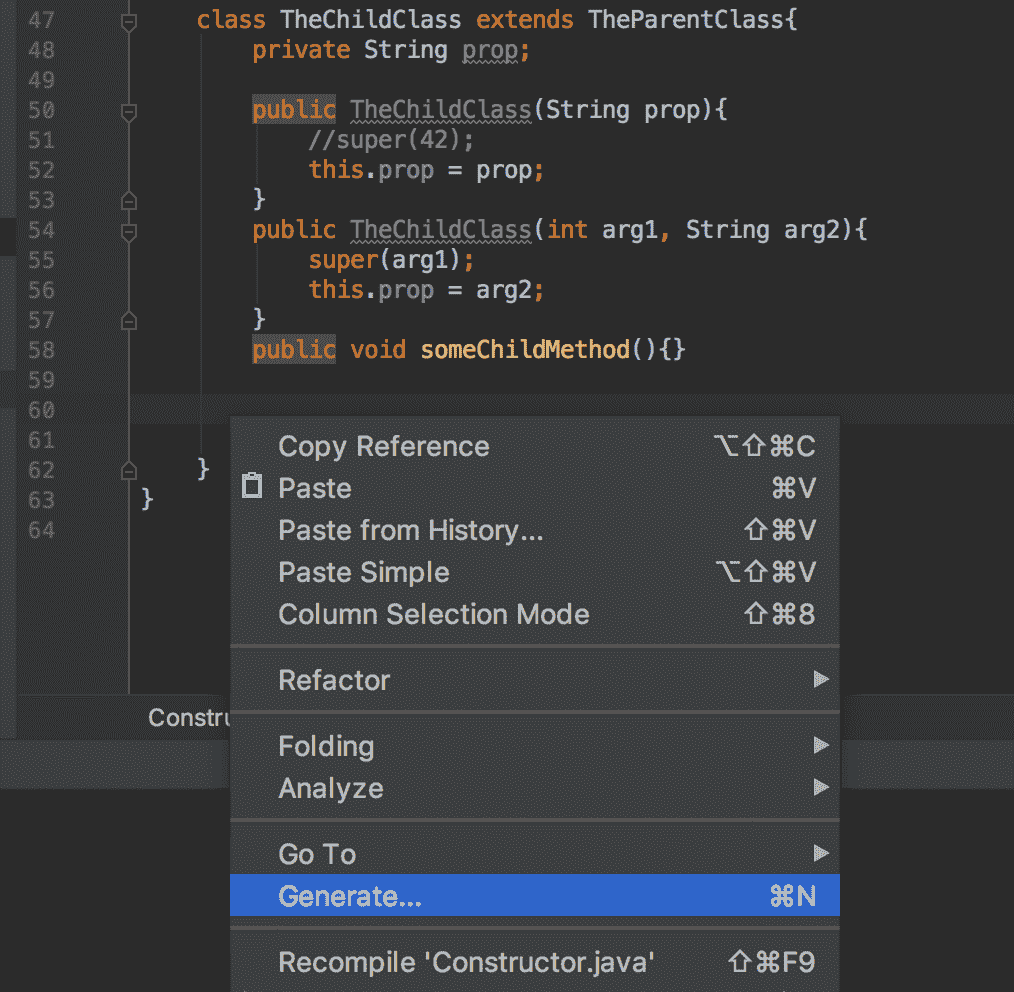 47 class TheChildClass extends TheParentClass{
48 private String prop;
49
50 public TheChildClass(String prop){
51 //super(42);
52 this.prop = prop;
53 }
54 public TheChildClass(int arg1, String arg2){
55 super(arg1);
56 this.prop = arg2;
57 }
58 public void someChildMethod(){}
59
60
61
62 }
63 }
64
Copy Reference ⌥⇧⌘C
Paste ⌘V
Paste from History... ⇧⌘V
Paste Simple ⌥⇧⌘V
Column Selection Mode ⇧⌘8
Refactor
Constru
Folding
Analyze
Go To
Generate... ⌘N
Recompile 'Constructor.java' ⇧⌘F9